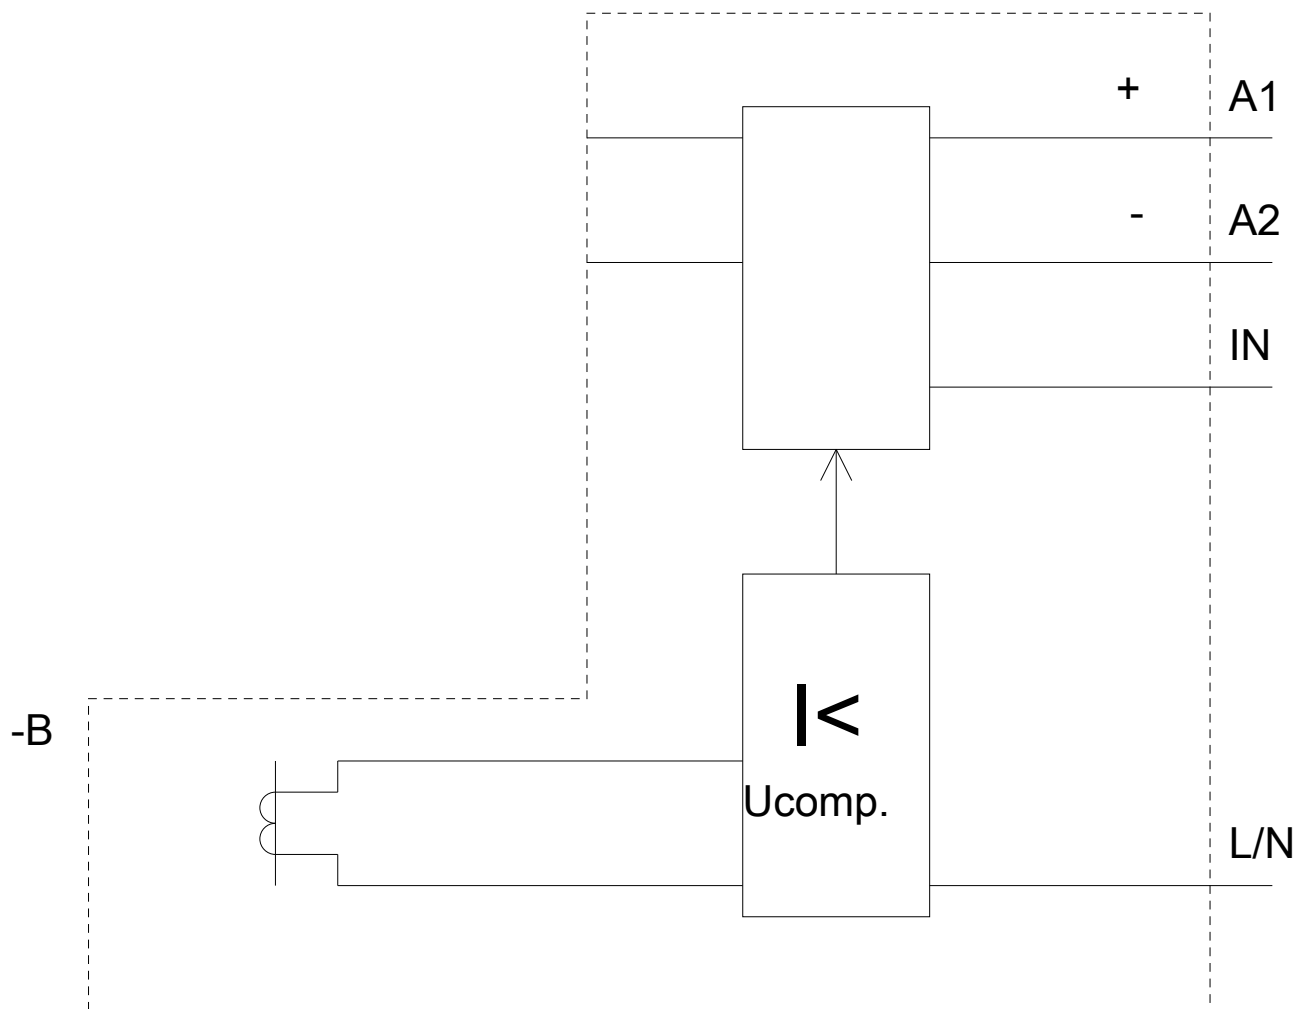 + A1
- A2
IN
I<
-B
Ucomp.
L/N